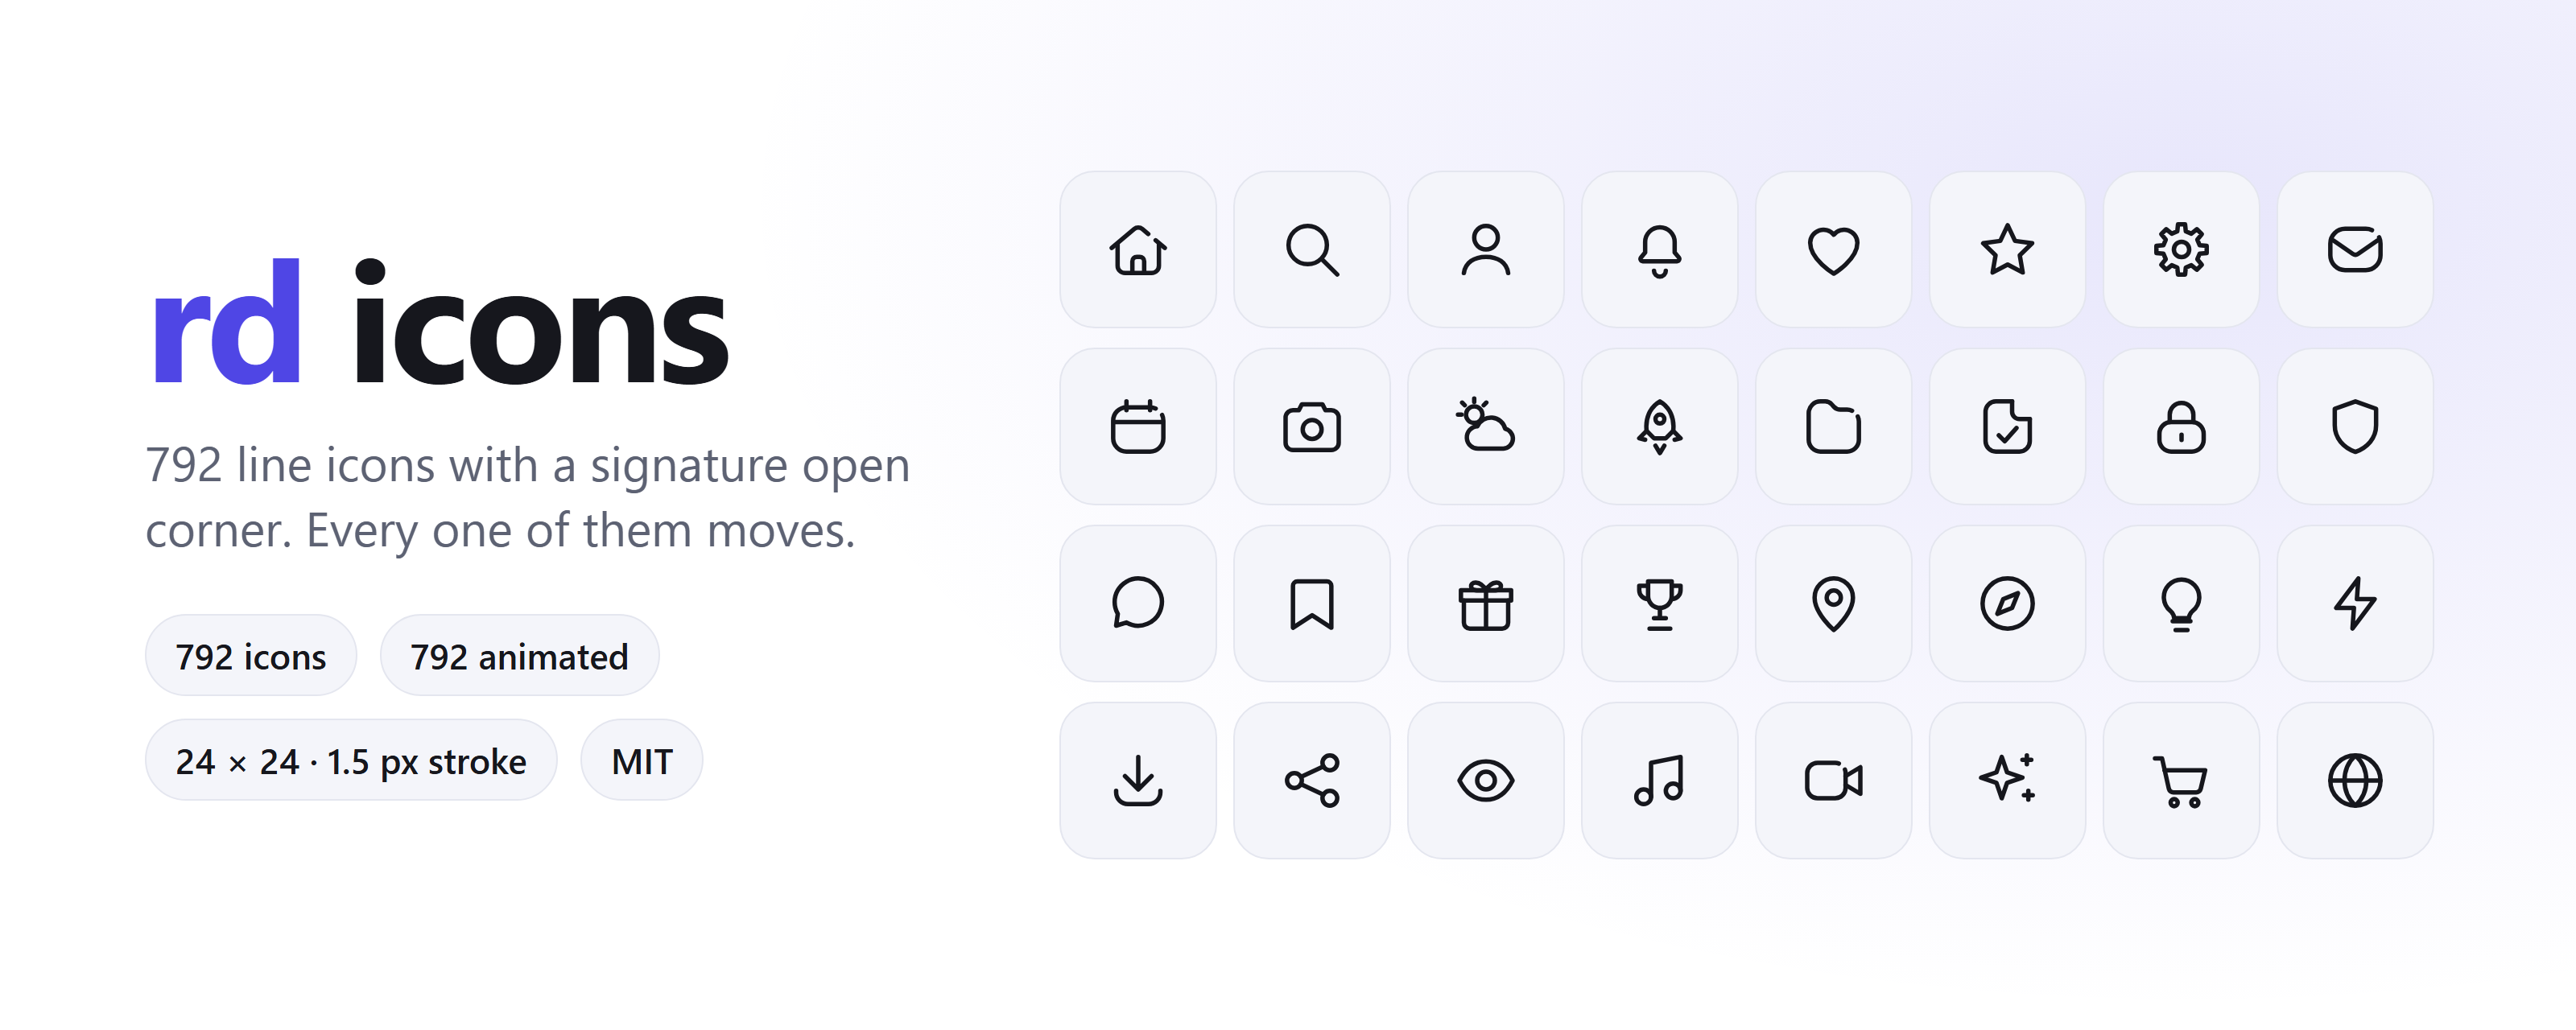 rd icons
792 line icons with a signature open
corner. Every one of them moves.
792 icons
792 animated
24 × 24 · 1.5 px stroke
MIT